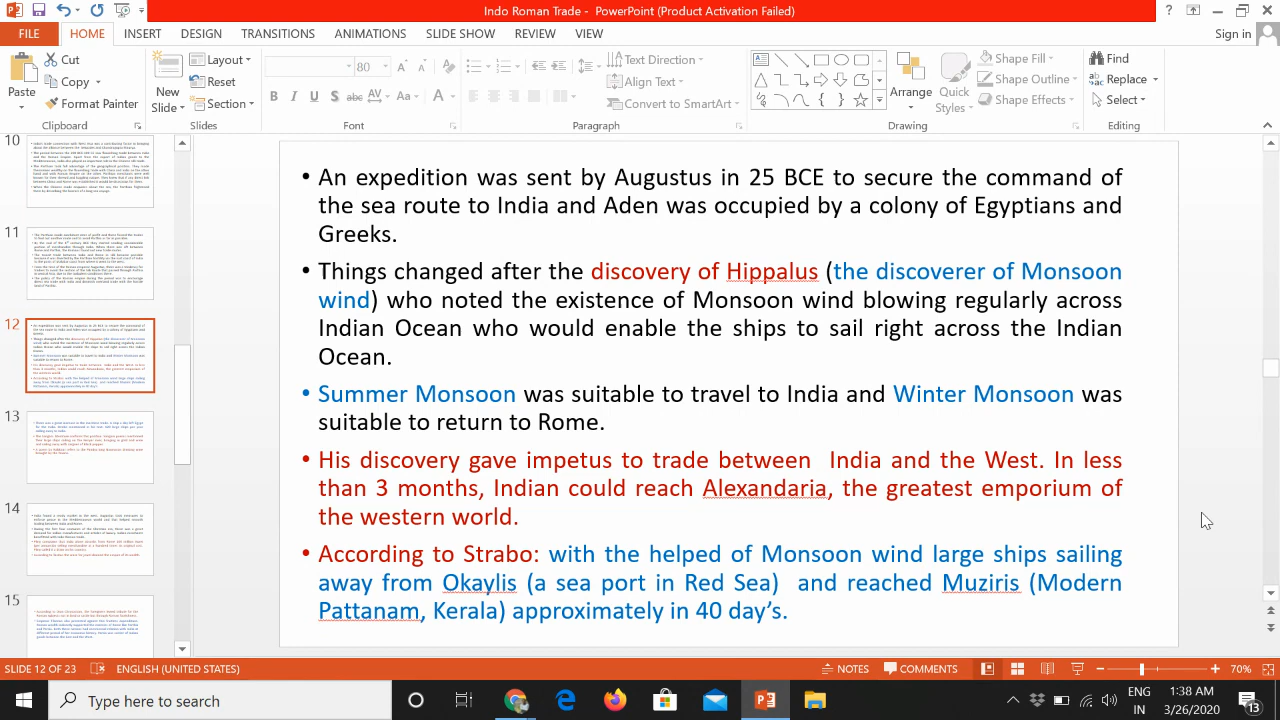 Indo Roman Trade - PowerPoint (Product Activation Failed)
?
FILE HOME INSERT DESIGN TRANSITIONS ANIMATIONS SLIDE SHOW REVIEW VIEW Sign in
Paste
Cut
Copy
Format Painter
New Slide
Layout
Reset
Section
80
B I U S abc AV Aa A
Text Direction
Align Text
Convert to SmartArt
Arrange
Quick Styles
Shape Fill
Shape Outline
Shape Effects
Find
Replace
Select
Clipboard Slides Font Paragraph Drawing Editing
10
11
12
13
14
15
• An expedition was sent by Augustus in 25 BCE to secure the command of
the sea route to India and Aden was occupied by a colony of Egyptians and
Greeks.
• Things changed after the discovery of Hippalus (the discoverer of Monsoon
wind) who noted the existence of Monsoon wind blowing regularly across
Indian Ocean who would enable the ships to sail right across the Indian
Ocean.
• Summer Monsoon was suitable to travel to India and Winter Monsoon was
suitable to return to Rome.
• His discovery gave impetus to trade between India and the West. In less
than 3 months, Indian could reach Alexandaria, the greatest emporium of
the western world.
• According to Strabo: with the helped of Monsoon wind large ships sailing
away from Okaylis (a sea port in Red Sea) and reached Muziris (Modern
Pattanam, Kerala) approximately in 40 day's.
SLIDE 12 OF 23 ENGLISH (UNITED STATES) NOTES COMMENTS 70%
Type here to search
ENG
IN
1:38 AM
3/26/2020
13